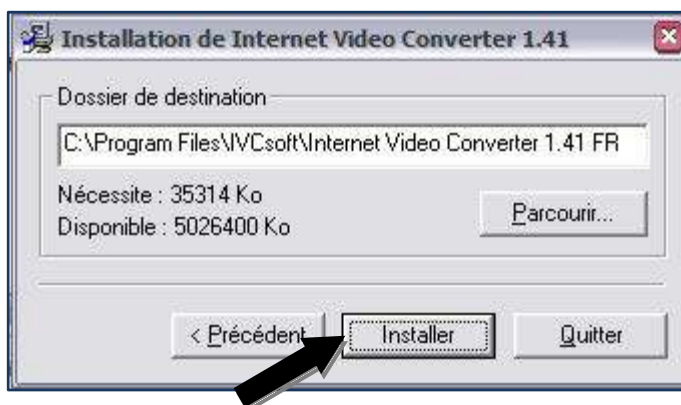 Installation de Internet Video Converter 1.41
Dossier de destination
C:\Program Files\IVCsoft\Internet Video Converter 1.41 FR
Nécessite : 35314 Ko
Disponible : 5026400 Ko
Parcourir...
< Précédent
Installer
Quitter